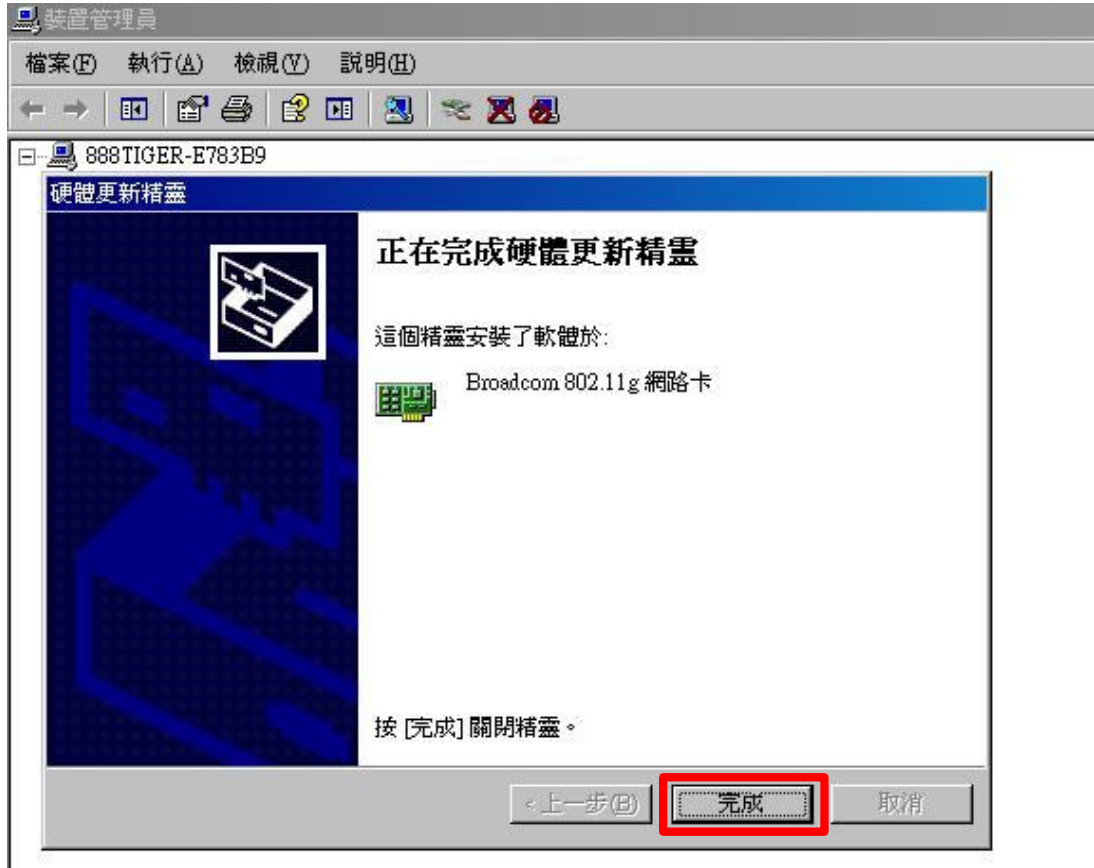 裝置管理員
檔案(F) 執行(A) 檢視(V) 說明(H)
888TIGER-E783B9
硬體更新精靈
正在完成硬體更新精靈
這個精靈安裝了軟體於:
Broadcom 802.11g 網路卡
按 [完成] 關閉精靈。
<上一步(B) 完成 取消